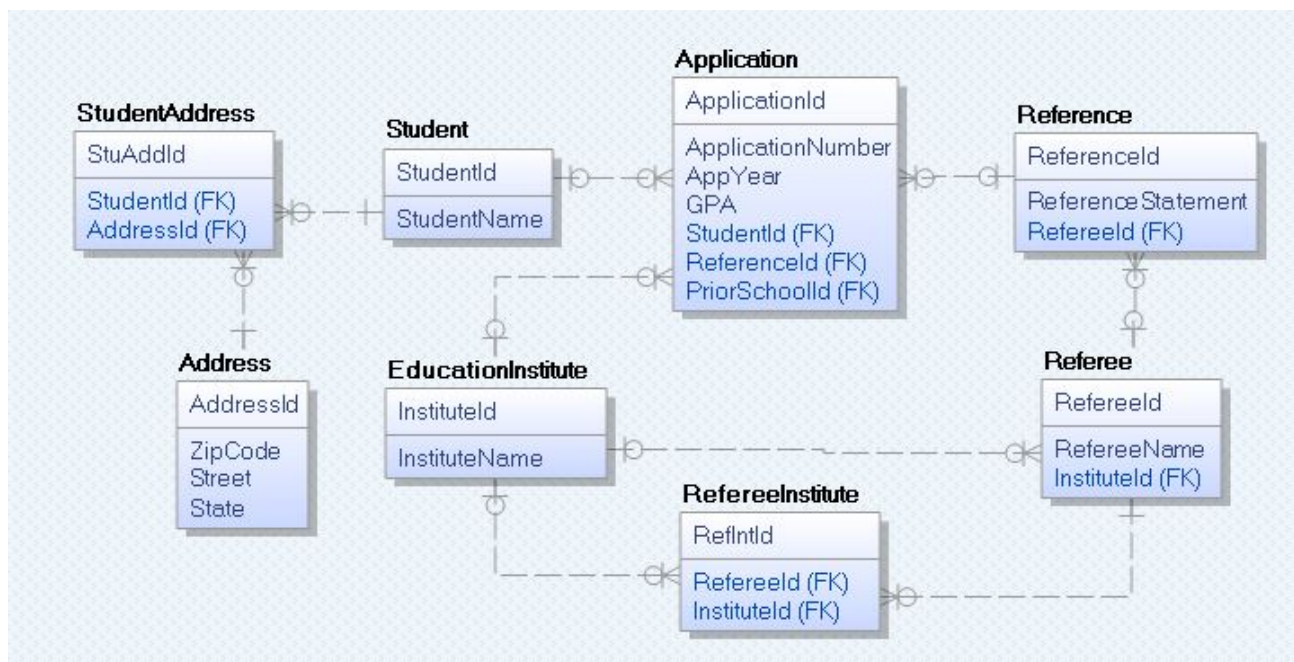 StudentAddress
StuAddId
StudentId (FK)
AddressId (FK)
Student
StudentId
StudentName
Application
ApplicationId
ApplicationNumber
AppYear
GPA
StudentId (FK)
ReferenceId (FK)
PriorSchoolId (FK)
Reference
ReferenceId
ReferenceStatement
RefereeId (FK)
Address
AddressId
ZipCode
Street
State
EducationInstitute
InstituteId
InstituteName
RefereeInstitute
RefIntId
RefereeId (FK)
InstituteId (FK)
Referee
RefereeId
RefereeName
InstituteId (FK)